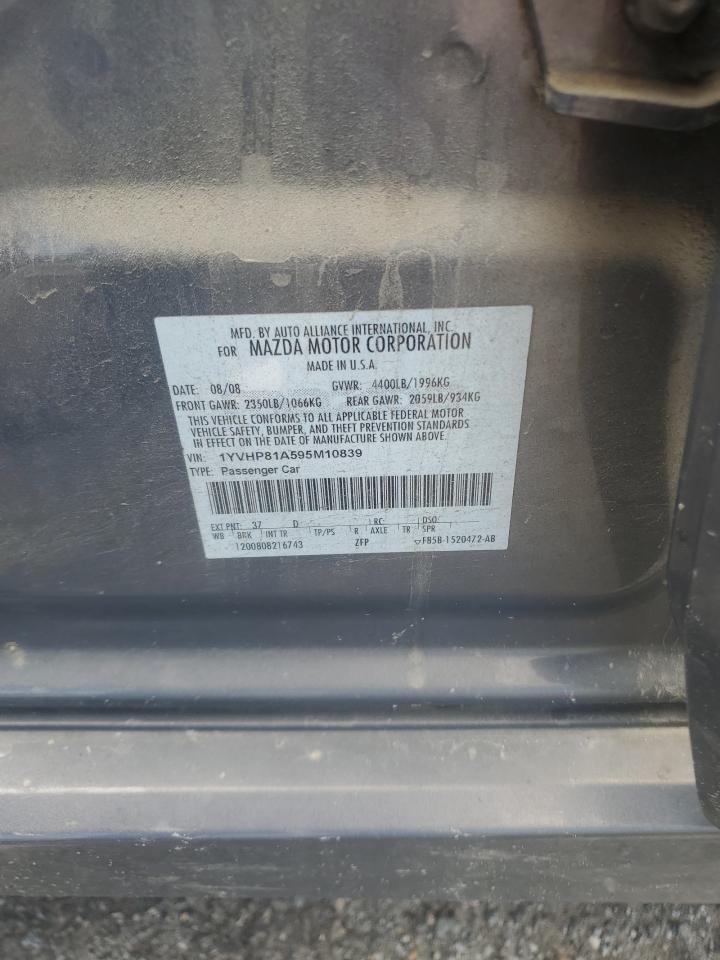 MFD. BY AUTO ALLIANCE INTERNATIONAL, INC.
FOR MAZDA MOTOR CORPORATION
MADE IN U.S.A.
DATE: 08/08 GVWR: 4400LB/1996KG
FRONT GAWR: 2350LB/1066KG REAR GAWR: 2059LB/934KG
THIS VEHICLE CONFORMS TO ALL APPLICABLE FEDERAL MOTOR
VEHICLE SAFETY, BUMPER, AND THEFT PREVENTION STANDARDS
IN EFFECT ON THE DATE OF MANUFACTURE SHOWN ABOVE.
VIN: 1YVHP81A595M10839
TYPE: Passenger Car
EXT PNT: 37 D RC: DSO:
WB BRK INT TR TP/PS R AXLE TR SPR
1200808216743 ZFP F85B-1520472-AB